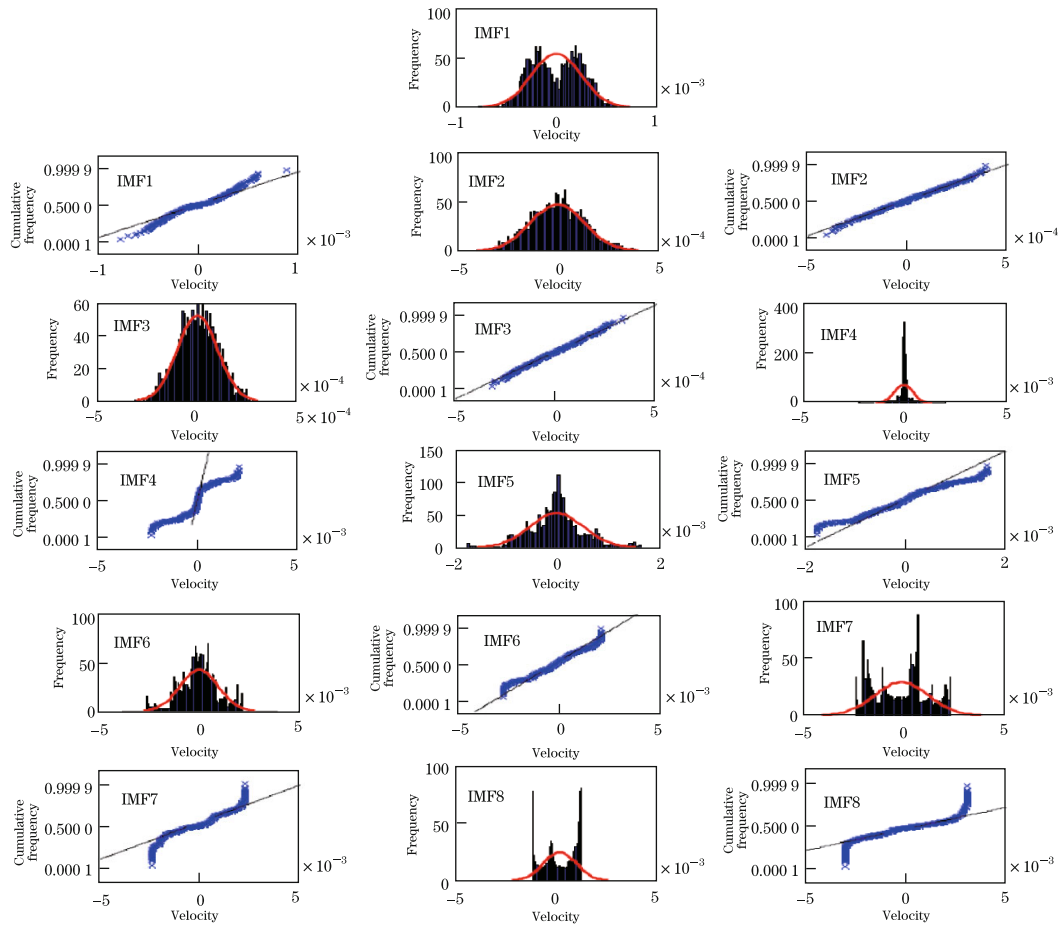 100
50
0
Frequency
IMF1
×10⁻³
-1
0
1
Velocity
0.999 9
0.500 0
0.000 1
Cumulative
frequency
IMF1
×10⁻³
-1
0
1
Velocity
100
50
0
Frequency
IMF2
×10⁻⁴
-5
0
5
Velocity
0.999 9
0.500 0
0.000 1
Cumulative
frequency
IMF2
×10⁻⁴
-5
0
5
Velocity
60
40
20
0
Frequency
IMF3
×10⁻⁴
-5
0
5×10⁻⁴
Velocity
0.999 9
0.500 0
0.000 1
Cumulative
frequency
IMF3
×10⁻⁴
-5
0
5
Velocity
400
200
0
Frequency
IMF4
×10⁻³
-5
0
5
Velocity
0.999 9
0.500 0
0.000 1
Cumulative
frequency
IMF4
×10⁻³
-5
0
5
Velocity
150
100
50
0
Frequency
IMF5
×10⁻³
-2
0
2
Velocity
0.999 9
0.500 0
0.000 1
Cumulative
frequency
IMF5
×10⁻³
-2
0
2
Velocity
100
50
0
Frequency
IMF6
×10⁻³
-5
0
5
Velocity
0.999 9
0.500 0
0.000 1
Cumulative
frequency
IMF6
×10⁻³
-5
0
5
Velocity
100
50
0
Frequency
IMF7
×10⁻³
-5
0
5
Velocity
0.999 9
0.500 0
0.000 1
Cumulative
frequency
IMF7
×10⁻³
-5
0
5
Velocity
100
50
0
Frequency
IMF8
×10⁻³
-5
0
5
Velocity
0.999 9
0.500 0
0.000 1
Cumulative
frequency
IMF8
×10⁻³
-5
0
5
Velocity